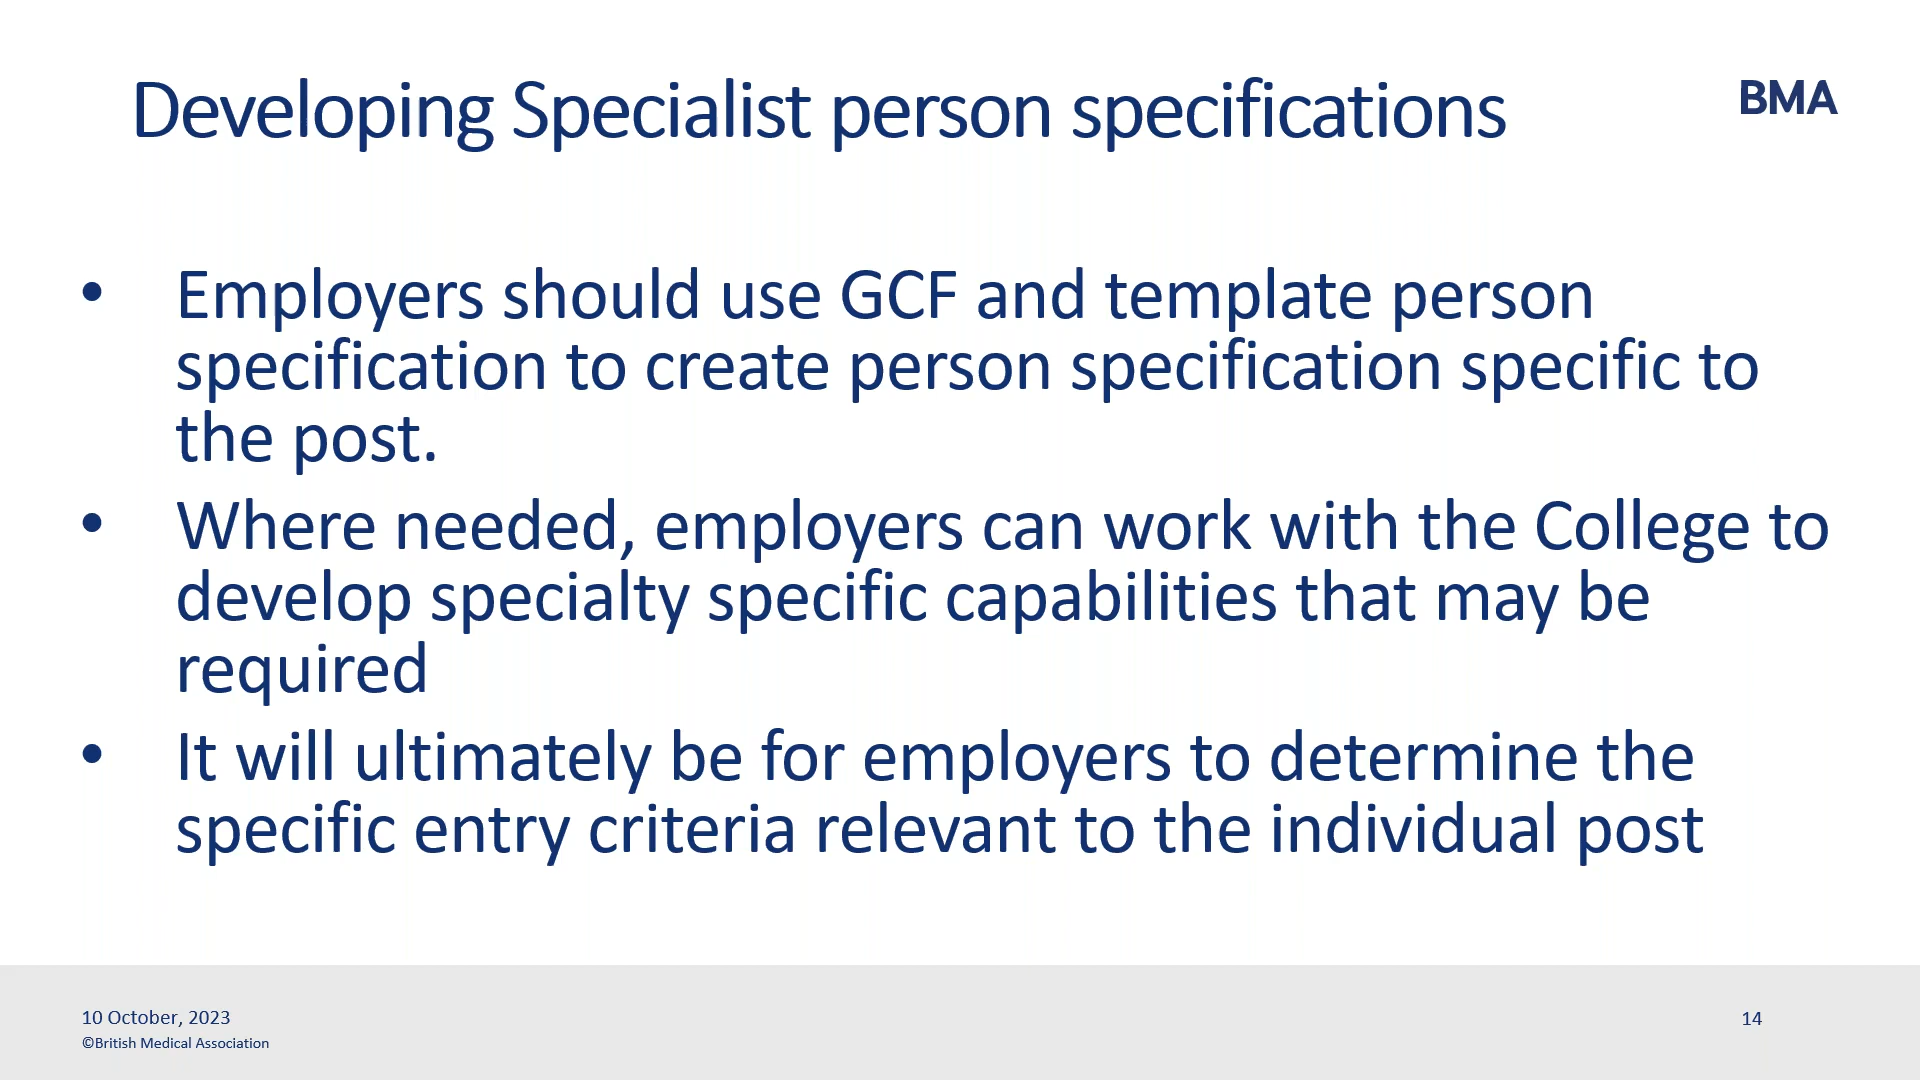 Developing Specialist person specifications
BMA
• Employers should use GCF and template person
specification to create person specification specific to
the post.
• Where needed, employers can work with the College to
develop specialty specific capabilities that may be
required
• It will ultimately be for employers to determine the
specific entry criteria relevant to the individual post
10 October, 2023
14
©British Medical Association